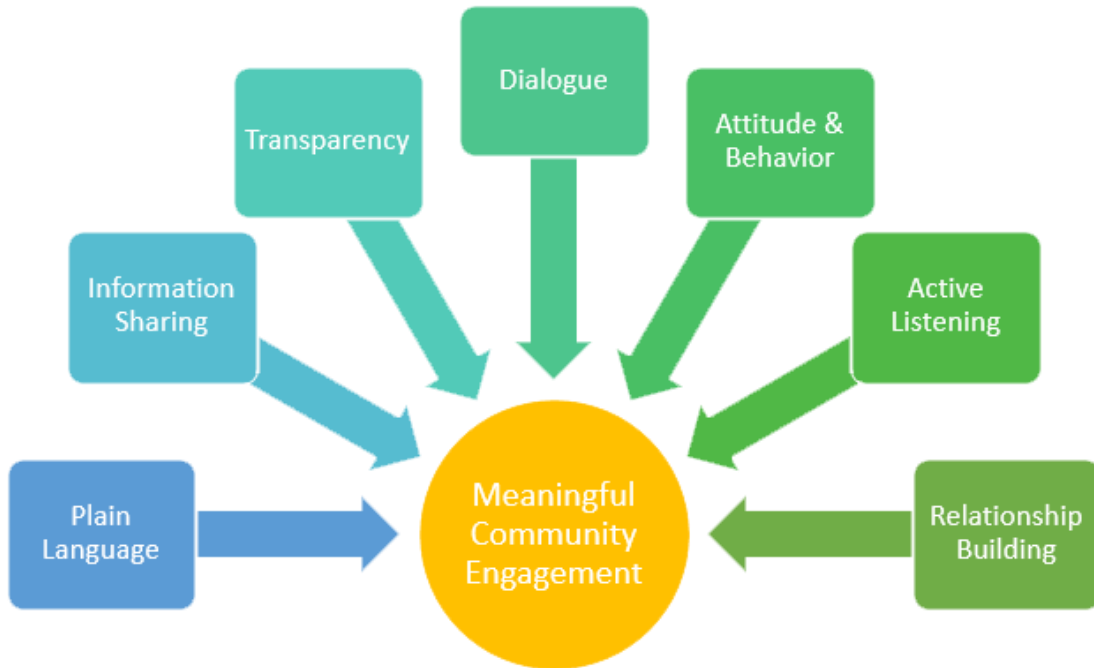 Dialogue
Transparency
Attitude &
Behavior
Information
Sharing
Active
Listening
Plain
Language
Meaningful
Community
Engagement
Relationship
Building